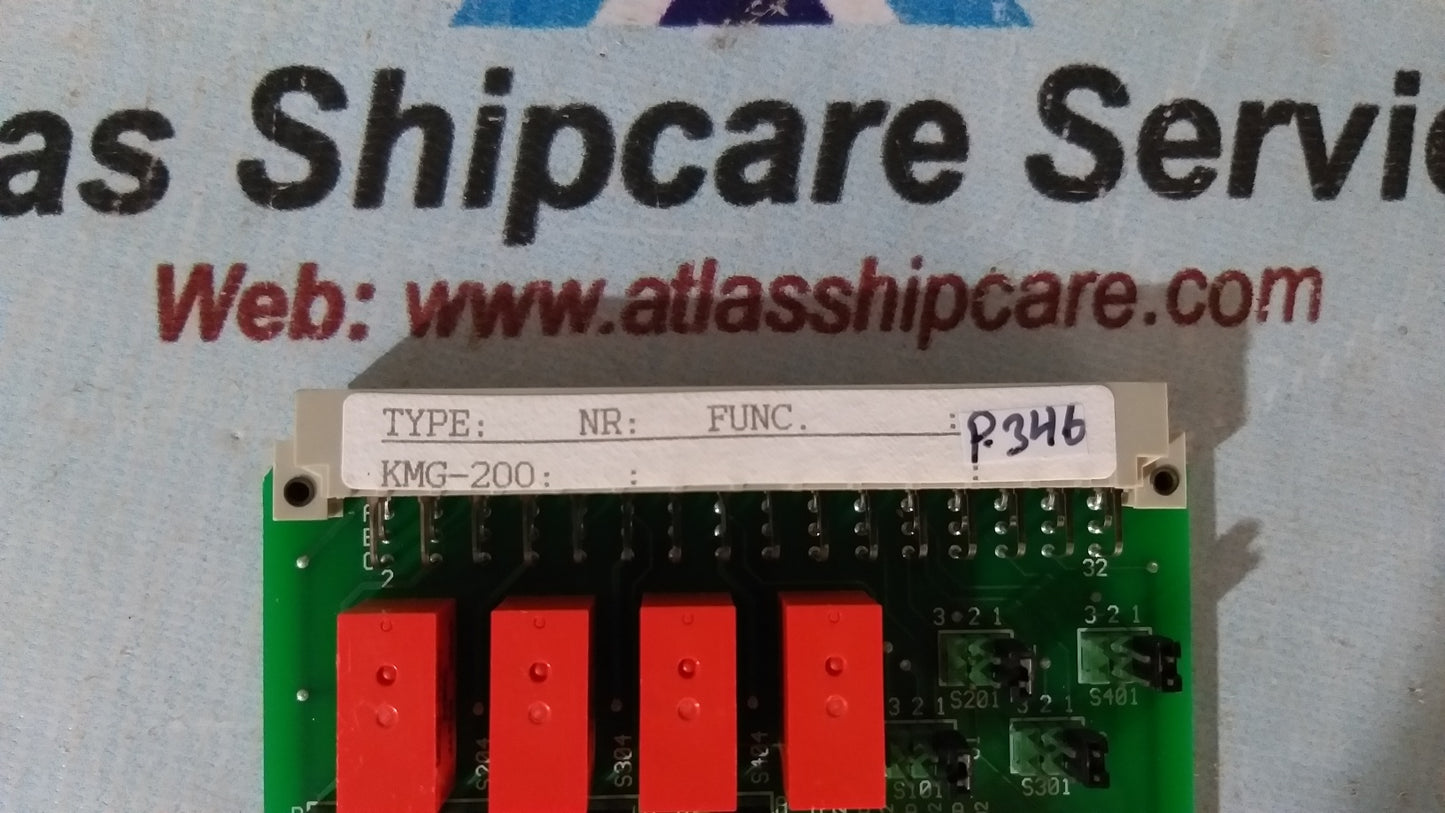 as Shipcare Servi
Web: www.atlasshipcare.com
TYPE: NR: FUNC. : P.346
KMG-200: : :
A
B
C
2
32
3 2 1
3 2 1
S201
S401
3 2 1
3 2 1
S204
S304
S404
S101
S301